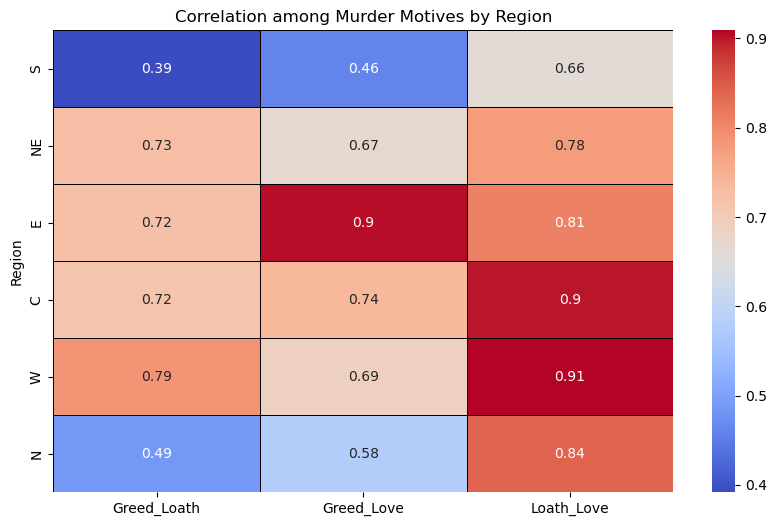 Correlation among Murder Motives by Region
S 0.39 0.46 0.66
NE 0.73 0.67 0.78
E 0.72 0.9 0.81
C 0.72 0.74 0.9
W 0.79 0.69 0.91
N 0.49 0.58 0.84
Region
Greed_Loath Greed_Love Loath_Love
0.9
0.8
0.7
0.6
0.5
0.4